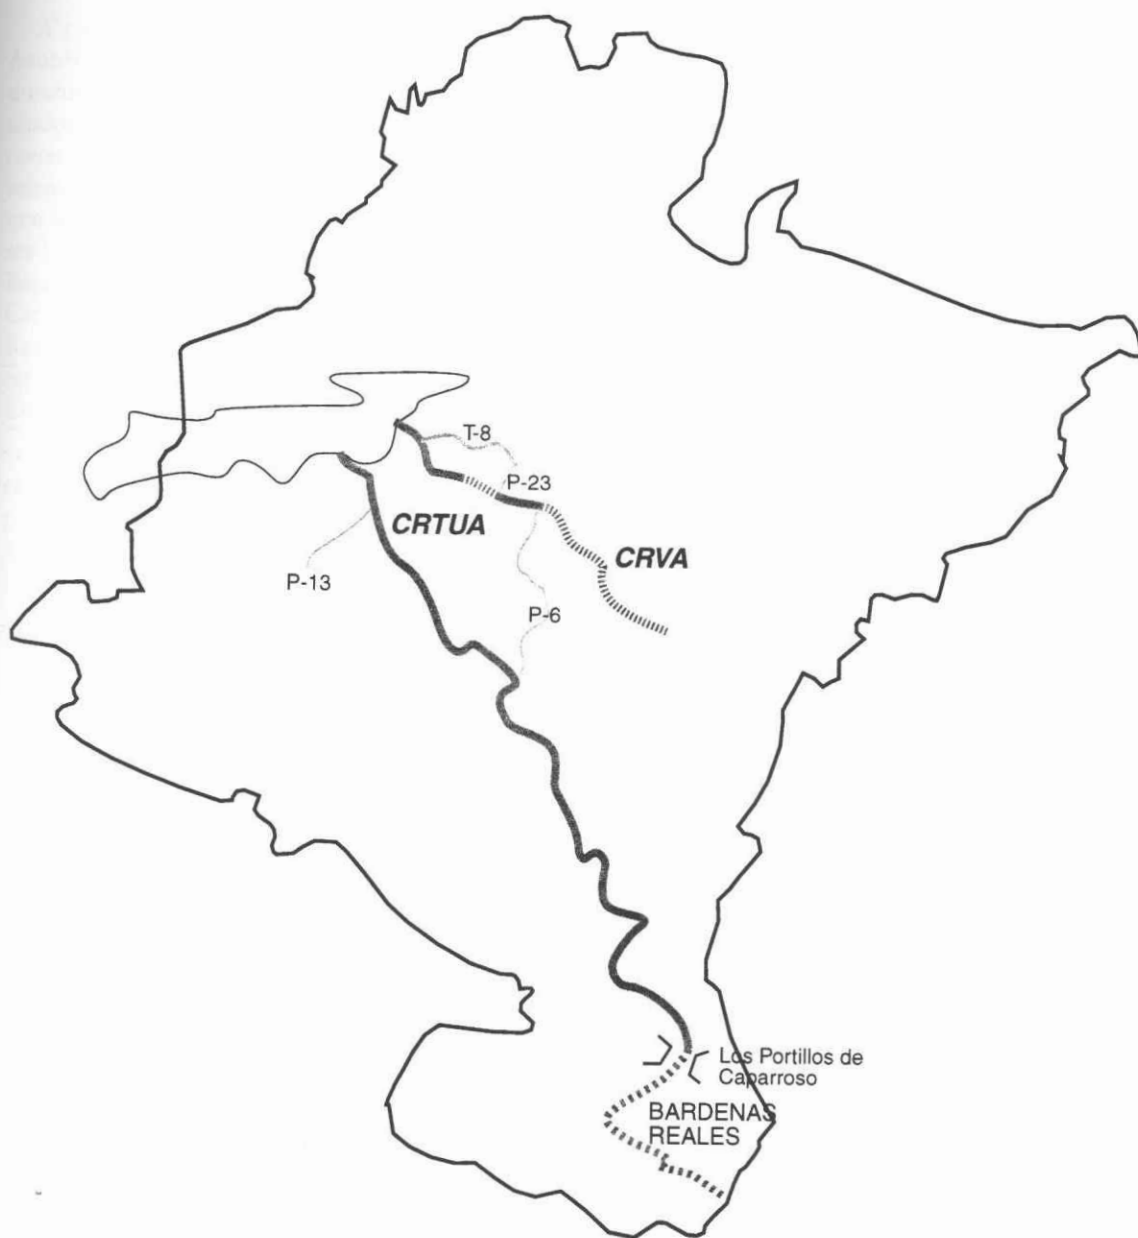 T-8
P-23
CRTUA
CRVA
P-13
P-6
Los Portillos de
Caparroso
BARDENAS
REALES